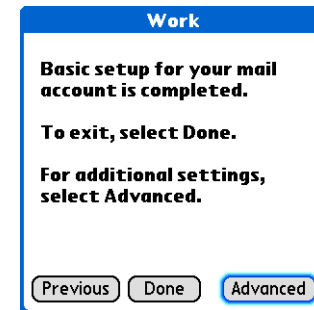 Work
Basic setup for your mail
account is completed.
To exit, select Done.
For additional settings,
select Advanced.
Previous Done Advanced